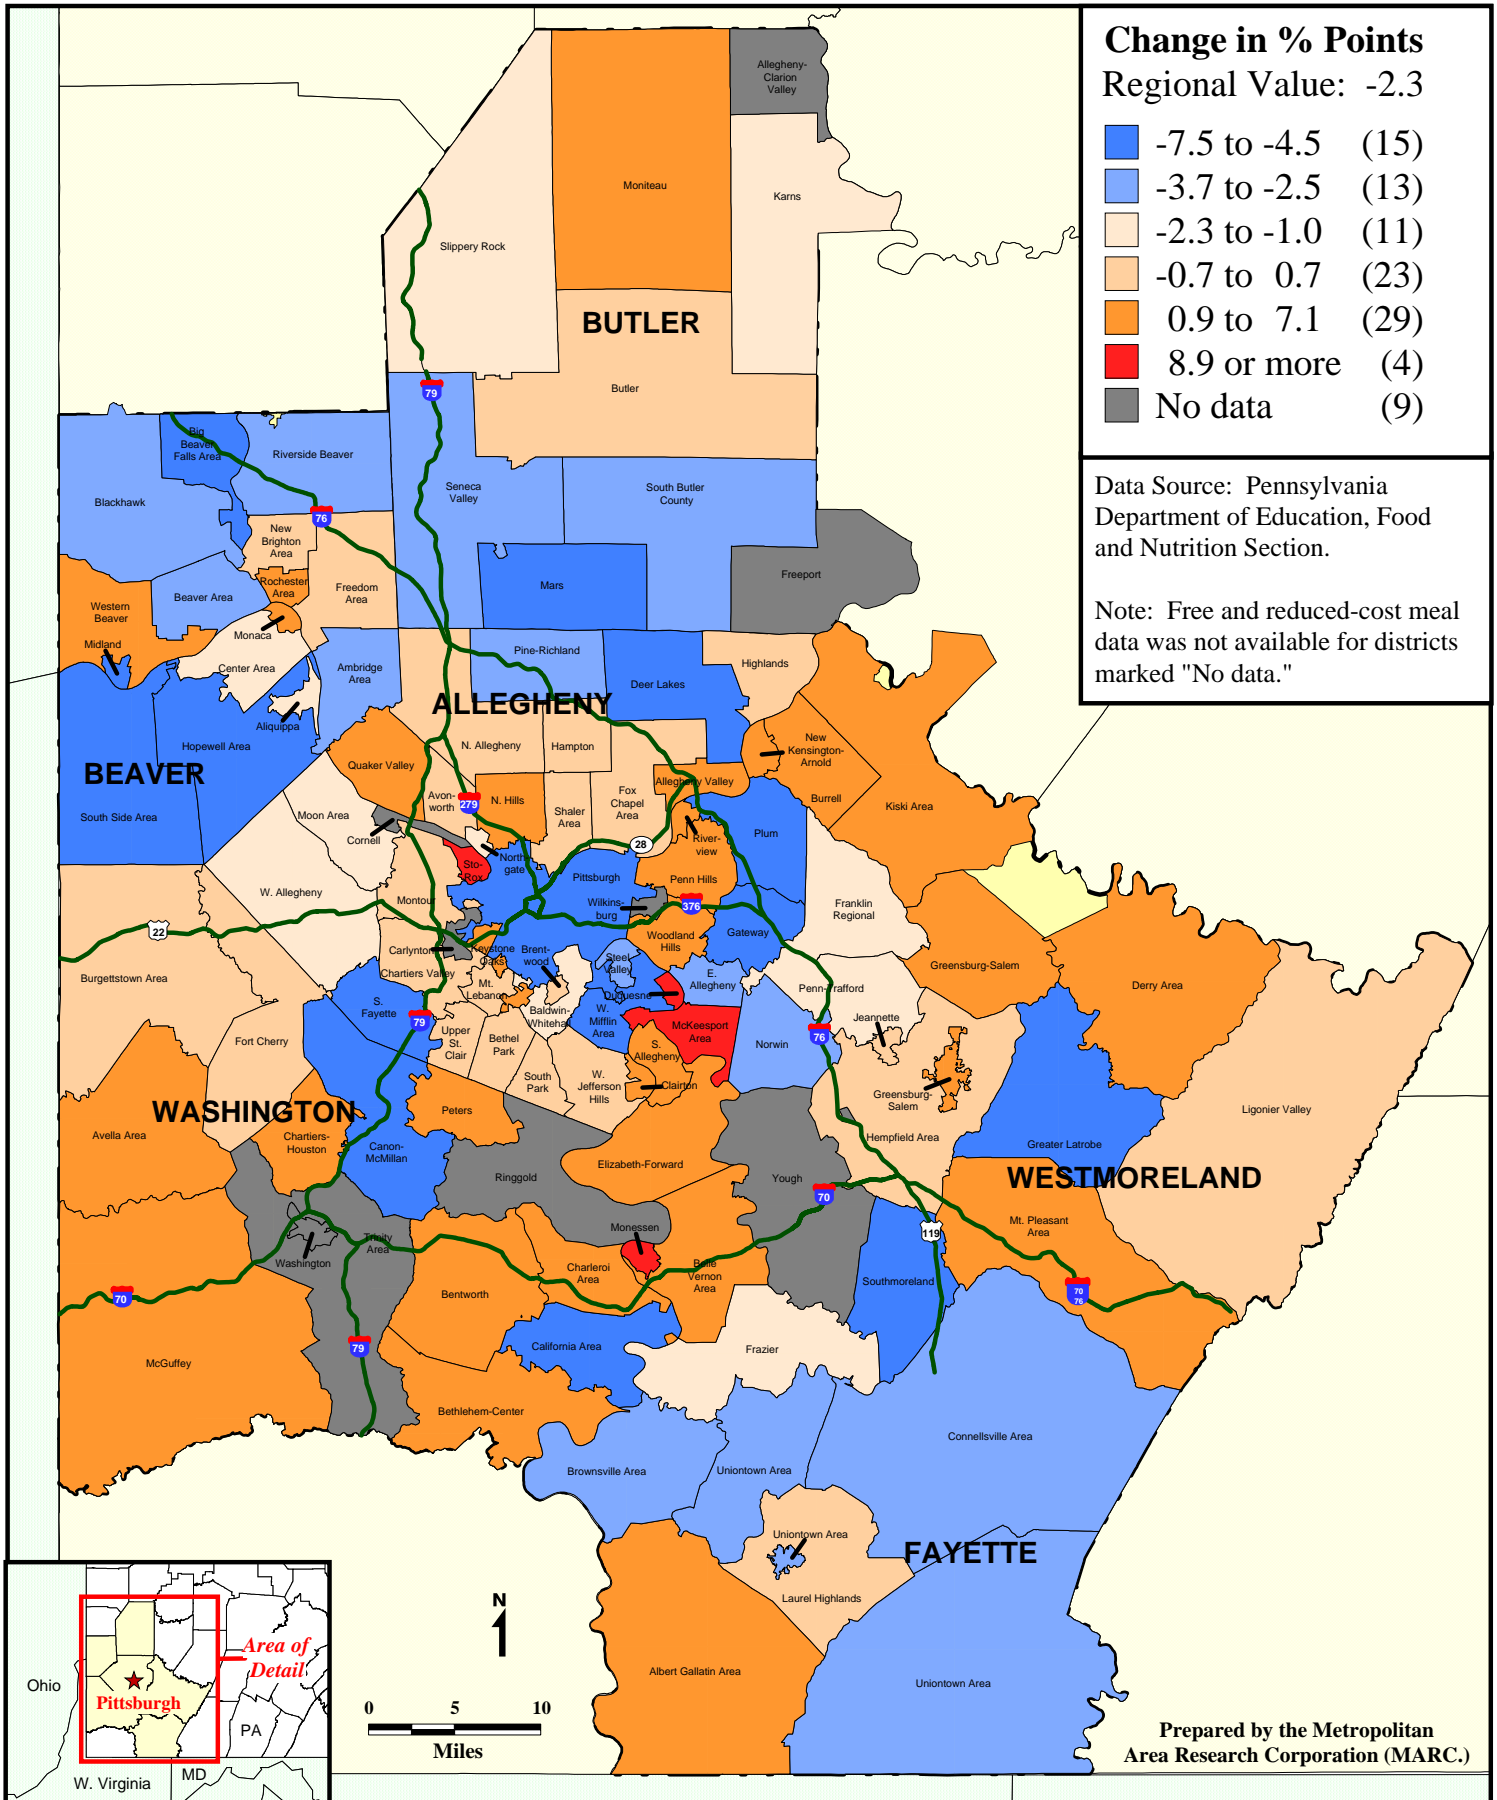 Change in % Points
Regional Value: -2.3
-7.5 to -4.5 (15)
-3.7 to -2.5 (13)
-2.3 to -1.0 (11)
-0.7 to 0.7 (23)
0.9 to 7.1 (29)
8.9 or more (4)
No data (9)
Data Source: Pennsylvania
Department of Education, Food
and Nutrition Section.
Note: Free and reduced-cost meal
data was not available for districts
marked "No data."
Allegheny-
Clarion
Valley
Moniteau
Karns
Slippery Rock
BUTLER
Butler
79
Big
Beaver
Falls Area
Riverside Beaver
Blackhawk
Seneca
Valley
South Butler
County
76
New
Brighton
Area
Freeport
Mars
Rochester
Area
Freedom
Area
Beaver Area
Western
Beaver
Monaca
Midland
Center Area
Ambridge
Area
Pine-Richland
Highlands
Deer Lakes
ALLEGHENY
Aliquippa
Hopewell Area
N. Allegheny
Hampton
New
Kensington-
Arnold
BEAVER
Quaker Valley
Allegheny Valley
Burrell
Kiski Area
South Side Area
Moon Area
Avon-
worth
279
N. Hills
Shaler
Area
Fox
Chapel
Area
Cornell
River-
view
Plum
28
Sto-
Rox
North-
gate
Pittsburgh
Penn Hills
W. Allegheny
Montour
Wilkins-
burg
376
Franklin
Regional
22
Woodland
Hills
Gateway
Carlynton
Keystone
Oaks
Brent-
wood
Steel
Valley
Greensburg-Salem
Burgettstown Area
Chartiers Valley
Mt.
Lebanon
E.
Allegheny
Penn-Trafford
Derry Area
Duquesne
S.
Fayette
79
Baldwin-
Whitehall
W.
Mifflin
Area
Jeannette
McKeesport
Area
76
Norwin
Fort Cherry
Upper
St.
Clair
Bethel
Park
S.
Allegheny
South
Park
W.
Jefferson
Hills
Clairton
Greensburg-
Salem
WASHINGTON
Peters
Ligonier Valley
Avella Area
Chartiers-
Houston
Canon-
McMillan
Hempfield Area
Greater Latrobe
Elizabeth-Forward
Ringgold
Yough
WESTMORELAND
70
Mt. Pleasant
Area
Monessen
119
Trinity
Area
Washington
Charleroi
Area
Belle
Vernon
Area
Southmoreland
70
Bentworth
70
76
79
California Area
Frazier
McGuffey
Bethlehem-Center
Connellsville Area
Brownsville Area
Uniontown Area
Uniontown Area
FAYETTE
Laurel Highlands
Albert Gallatin Area
Uniontown Area
N
0 5 10
Miles
Area of
Detail
Ohio
Pittsburgh
PA
W. Virginia
MD
Prepared by the Metropolitan
Area Research Corporation (MARC.)